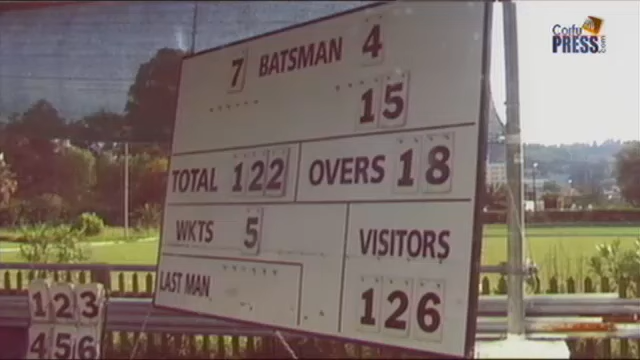 Corfu
PRESS.com
7 BATSMAN 4
15
TOTAL 122 OVERS 18
WKTS 5 VISITORS
LAST MAN 126
123
456